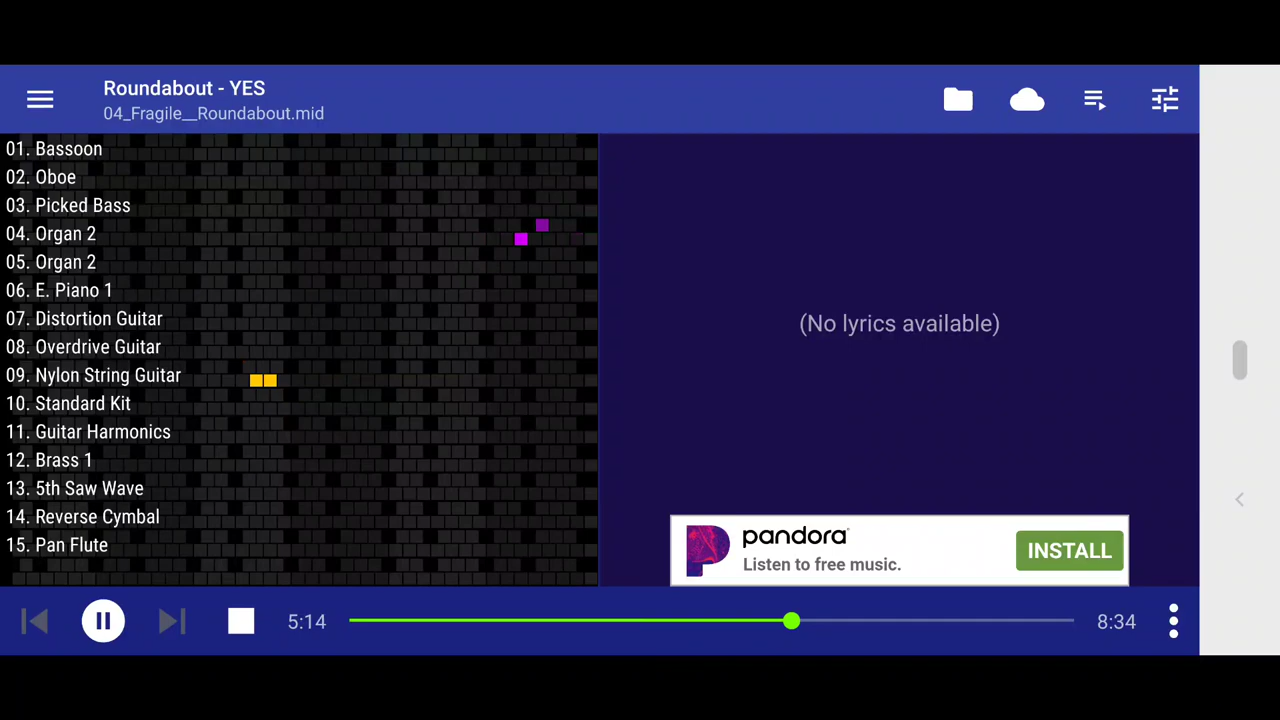 Roundabout - YES
04_Fragile__Roundabout.mid
01. Bassoon
02. Oboe
03. Picked Bass
04. Organ 2
05. Organ 2
06. E. Piano 1
07. Distortion Guitar
08. Overdrive Guitar
09. Nylon String Guitar
10. Standard Kit
11. Guitar Harmonics
12. Brass 1
13. 5th Saw Wave
14. Reverse Cymbal
15. Pan Flute
(No lyrics available)
pandora
Listen to free music.
INSTALL
5:14
8:34